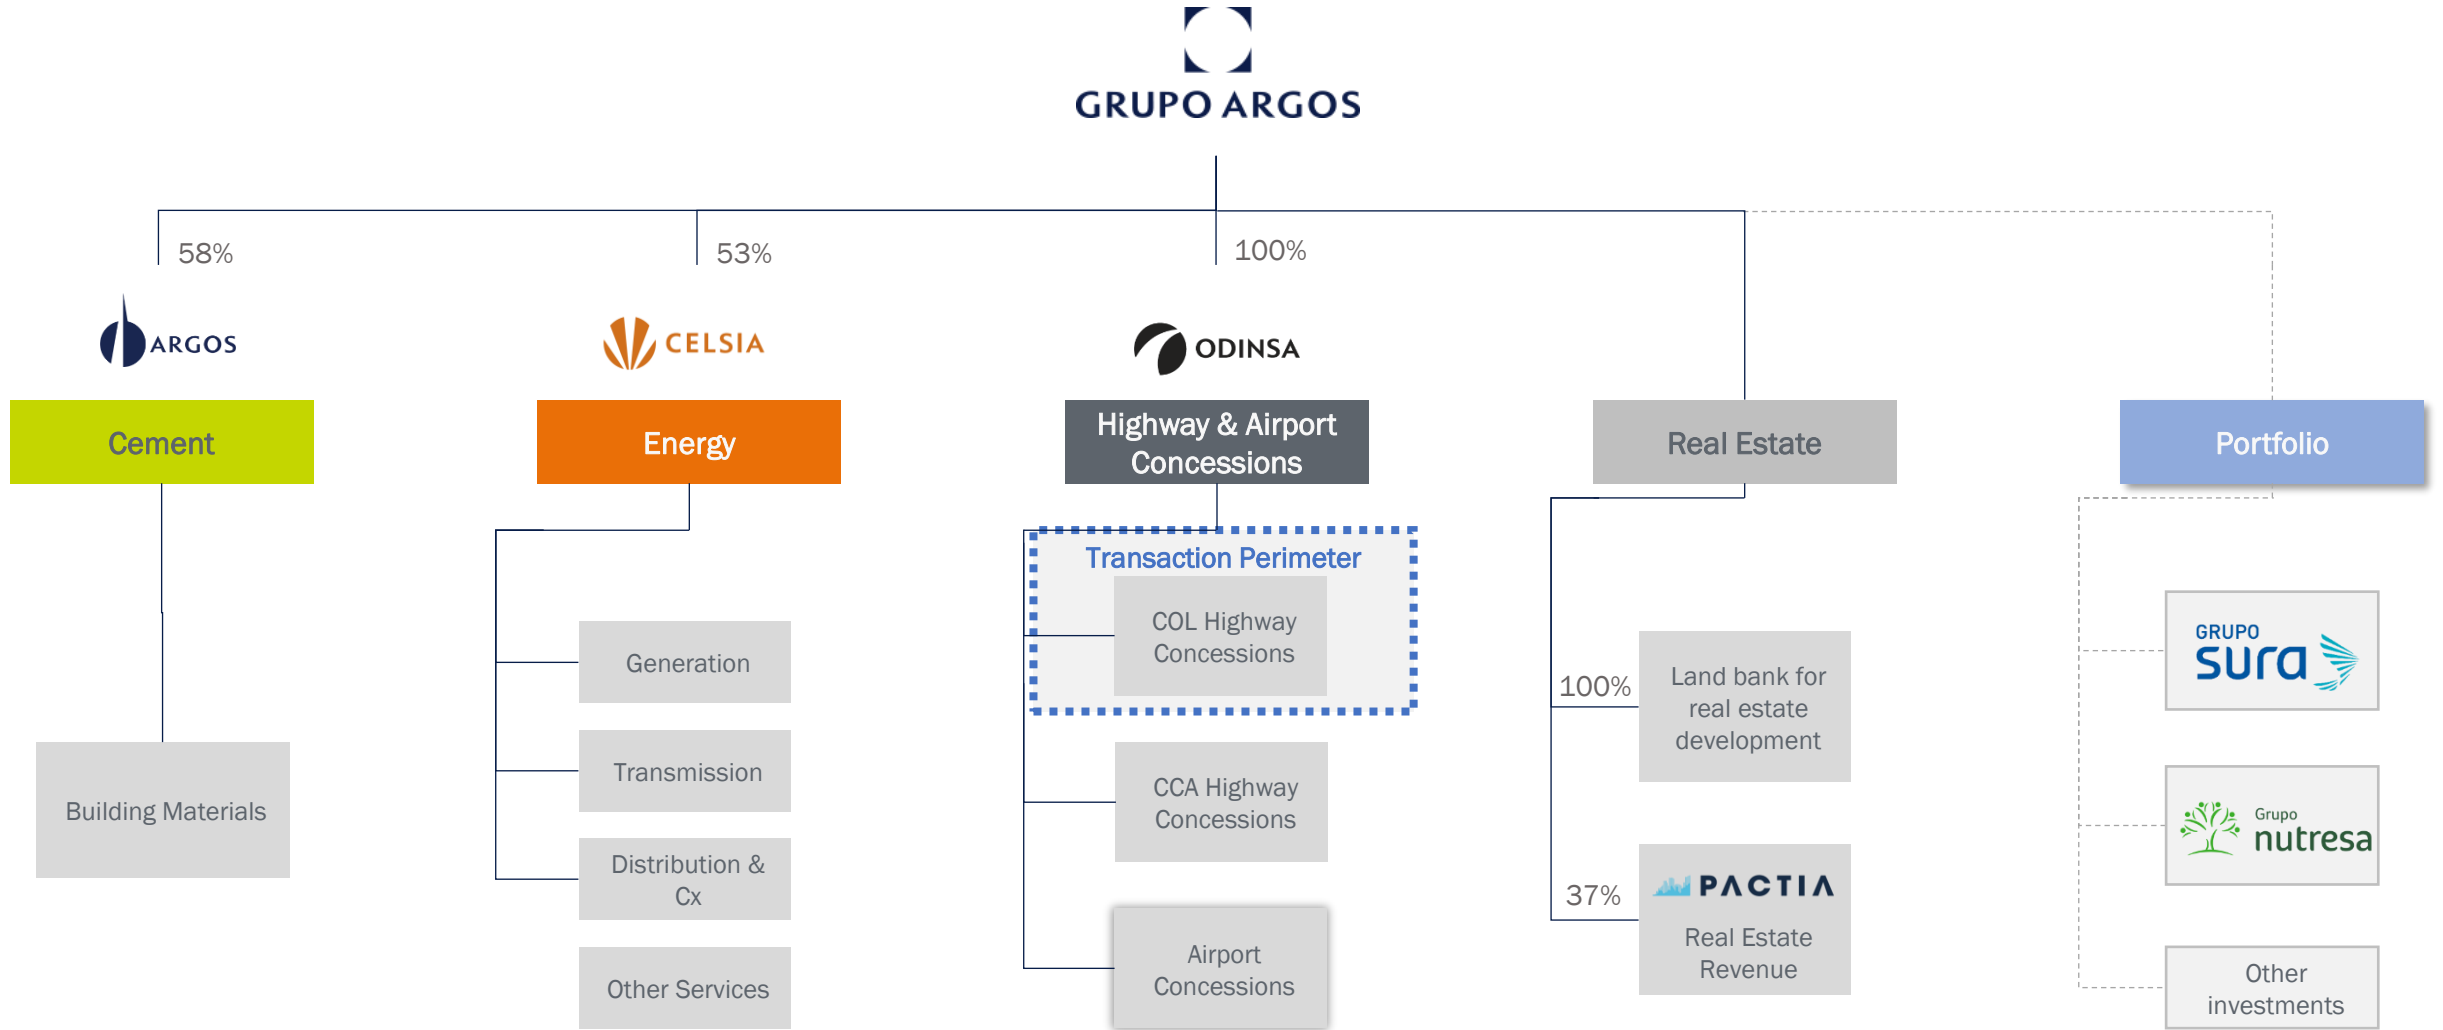 GRUPO ARGOS
58%
53%
100%
ARGOS
CELSIA
ODINSA
Cement
Energy
Highway & Airport
Concessions
Real Estate
Portfolio
Transaction Perimeter
COL Highway
Concessions
CCA Highway
Concessions
Airport
Concessions
Building Materials
Generation
Transmission
Distribution &
Cx
Other Services
100%
Land bank for
real estate
development
37%
PACTIA
Real Estate
Revenue
GRUPO
sura
Grupo
nutresa
Other
investments